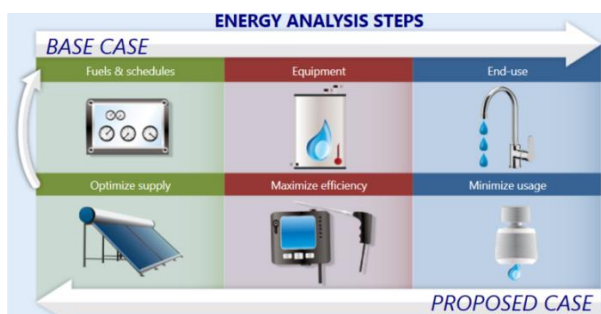 ENERGY ANALYSIS STEPS
BASE CASE
Fuels & schedules
Equipment
End-use
Optimize supply
Maximize efficiency
Minimize usage
PROPOSED CASE